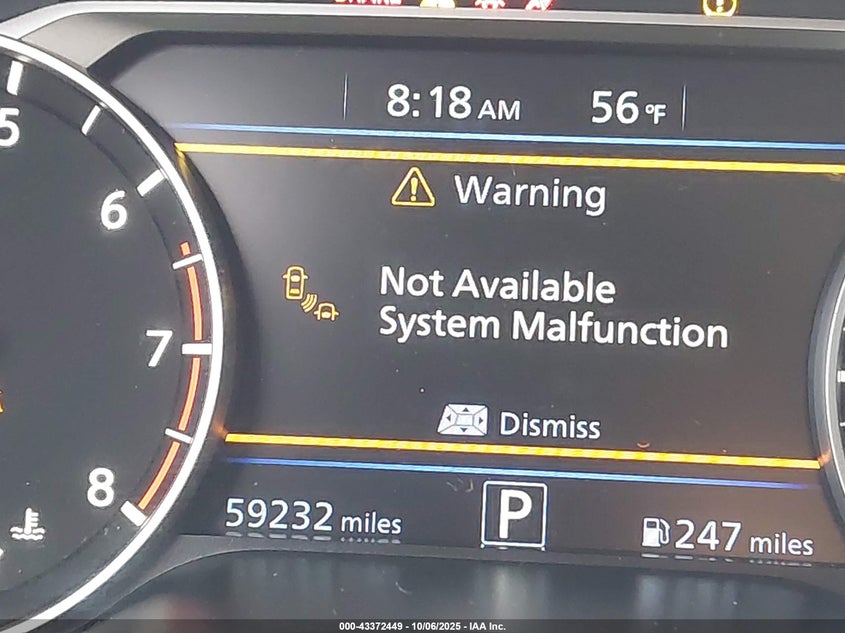 8:18 AM 56°F
5
Warning
6
Not Available
System Malfunction
7
Dismiss
8
59232 miles P 247 miles
000-43372449 - 10/06/2025 - IAA Inc.